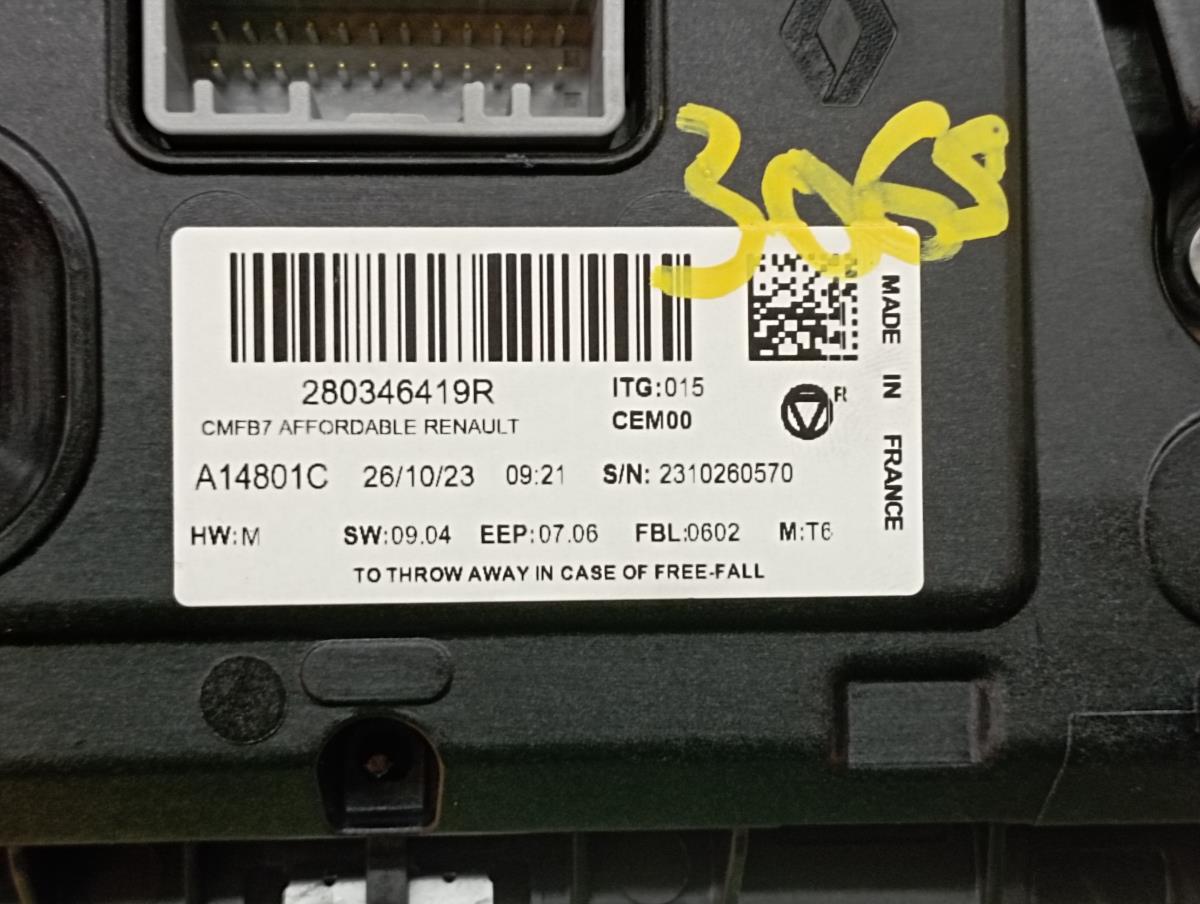 3068
280346419R
ITG:015
CMFB7 AFFORDABLE RENAULT
CEM00
R
A14801C 26/10/23 09:21 S/N: 2310260570
HW:M SW:09.04 EEP:07.06 FBL:0602 M:T6
TO THROW AWAY IN CASE OF FREE-FALL
MADE IN FRANCE